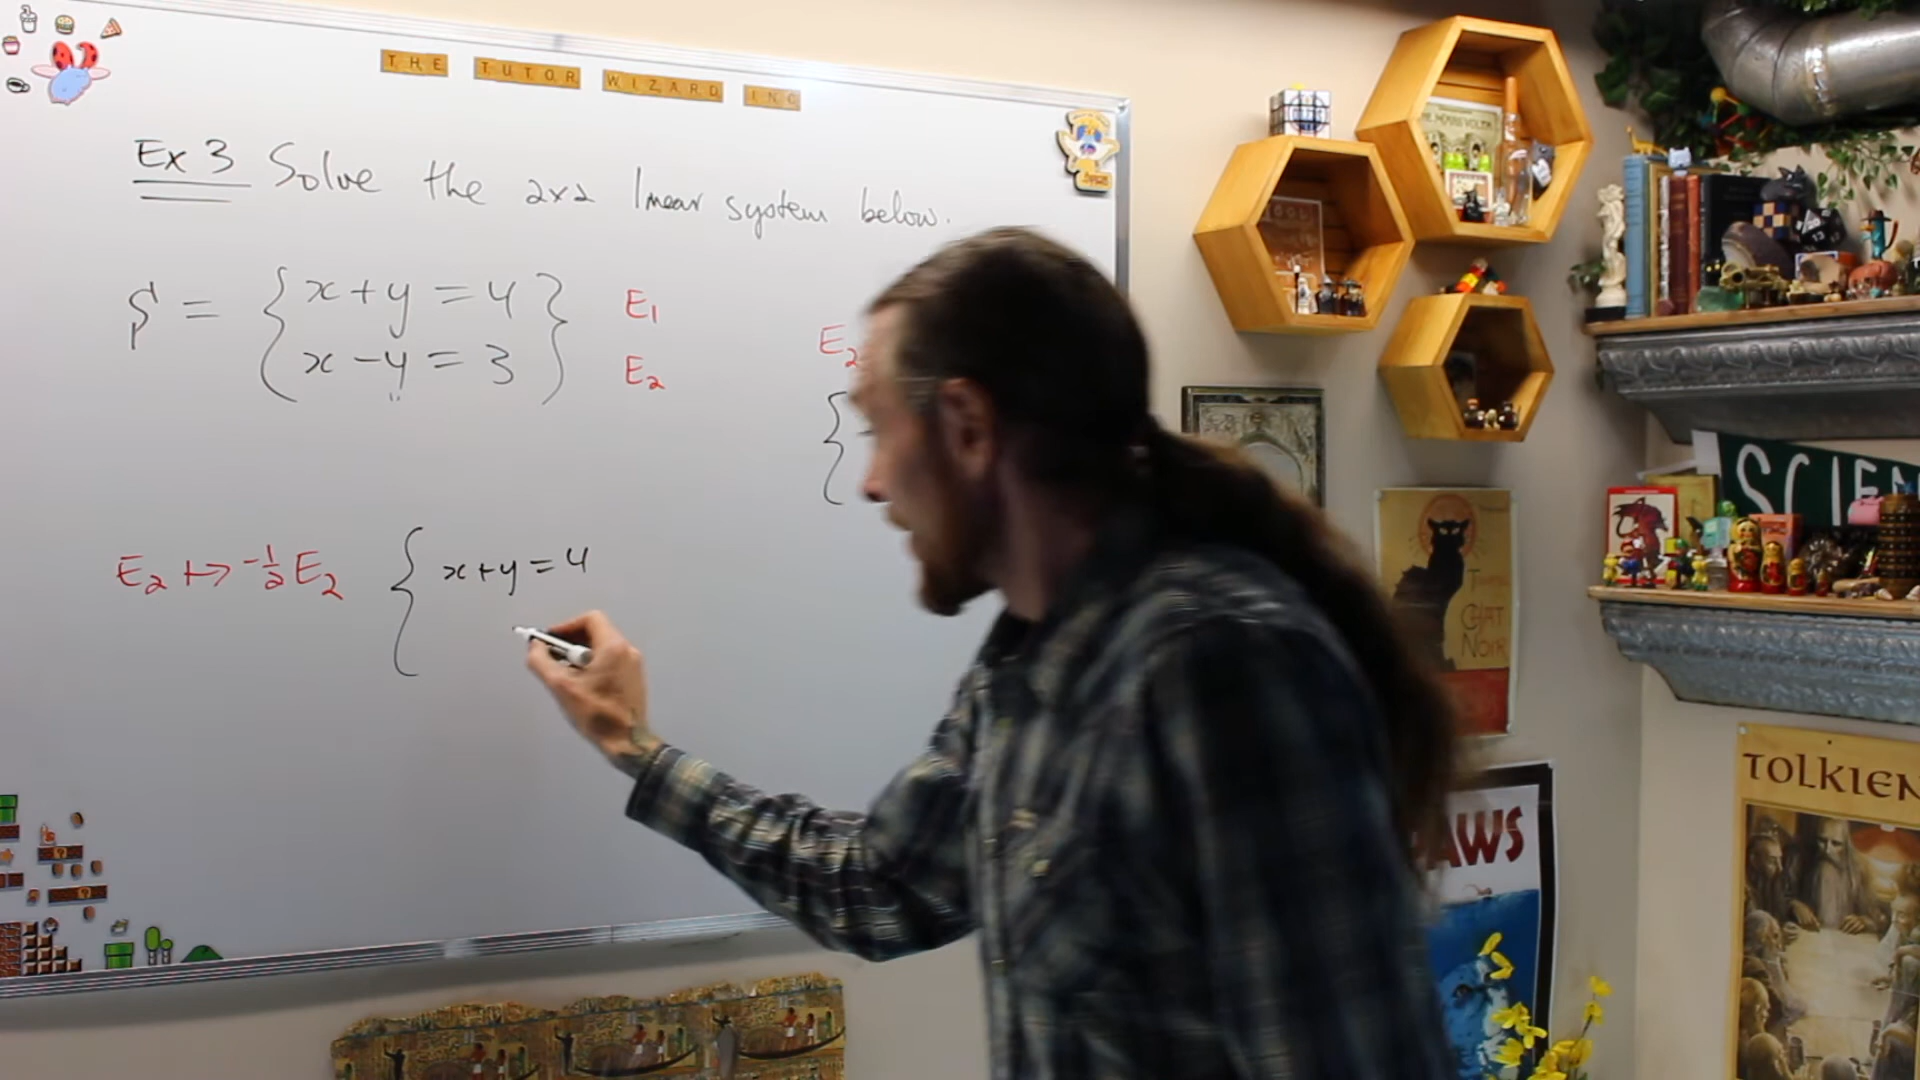 THE TUTOR WIZARD INC
Ex 3 Solve the 2x2 linear system below.
S = { x+y = 4 } E1
x-y = 3 E2
E2
{
E2 ↦ -1/2 E2 { x+y = 4
SCIEN
CHAT
NOIR
AWS
TOLKIEN